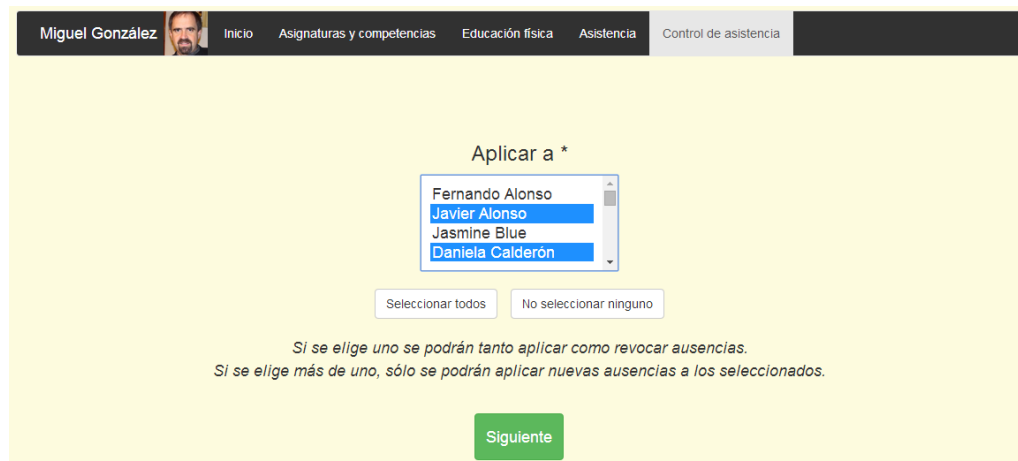 Miguel González Inicio Asignaturas y competencias Educación física Asistencia Control de asistencia
Aplicar a *
Fernando Alonso
Javier Alonso
Jasmine Blue
Daniela Calderón
Seleccionar todos No seleccionar ninguno
Si se elige uno se podrán tanto aplicar como revocar ausencias.
Si se elige más de uno, sólo se podrán aplicar nuevas ausencias a los seleccionados.
Siguiente